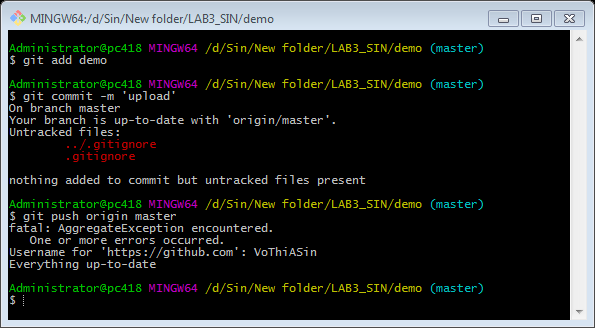 MINGW64:/d/Sin/New folder/LAB3_SIN/demo
Administrator@pc418 MINGW64 /d/Sin/New folder/LAB3_SIN/demo (master)
$ git add demo
Administrator@pc418 MINGW64 /d/Sin/New folder/LAB3_SIN/demo (master)
$ git commit -m 'upload'
On branch master
Your branch is up-to-date with 'origin/master'.
Untracked files:
../.gitignore
.gitignore
nothing added to commit but untracked files present
Administrator@pc418 MINGW64 /d/Sin/New folder/LAB3_SIN/demo (master)
$ git push origin master
fatal: AggregateException encountered.
One or more errors occurred.
Username for 'https://github.com': VoThiASin
Everything up-to-date
Administrator@pc418 MINGW64 /d/Sin/New folder/LAB3_SIN/demo (master)
$